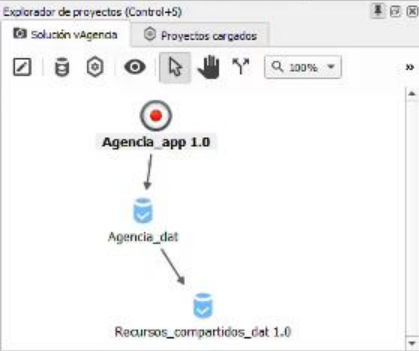 Explorador de proyectos (Control+5)
Solución vAgencia
Proyectos cargados
100%
»
Agencia_app 1.0
Agencia_dat
Recursos_compartidos_dat 1.0